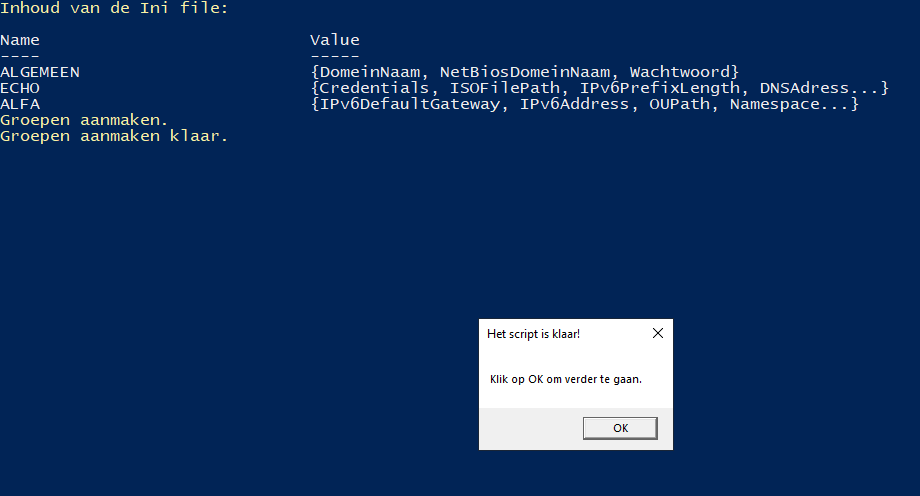 Inhoud van de Ini file:
Name Value
---- -----
ALGEMEEN {DomeinNaam, NetBiosDomeinNaam, Wachtwoord}
ECHO {Credentials, ISOFilePath, IPv6PrefixLength, DNSAdress...}
ALFA {IPv6DefaultGateway, IPv6Address, OUPath, Namespace...}
Groepen aanmaken.
Groepen aanmaken klaar.
Het script is klaar!
Klik op OK om verder te gaan.
OK